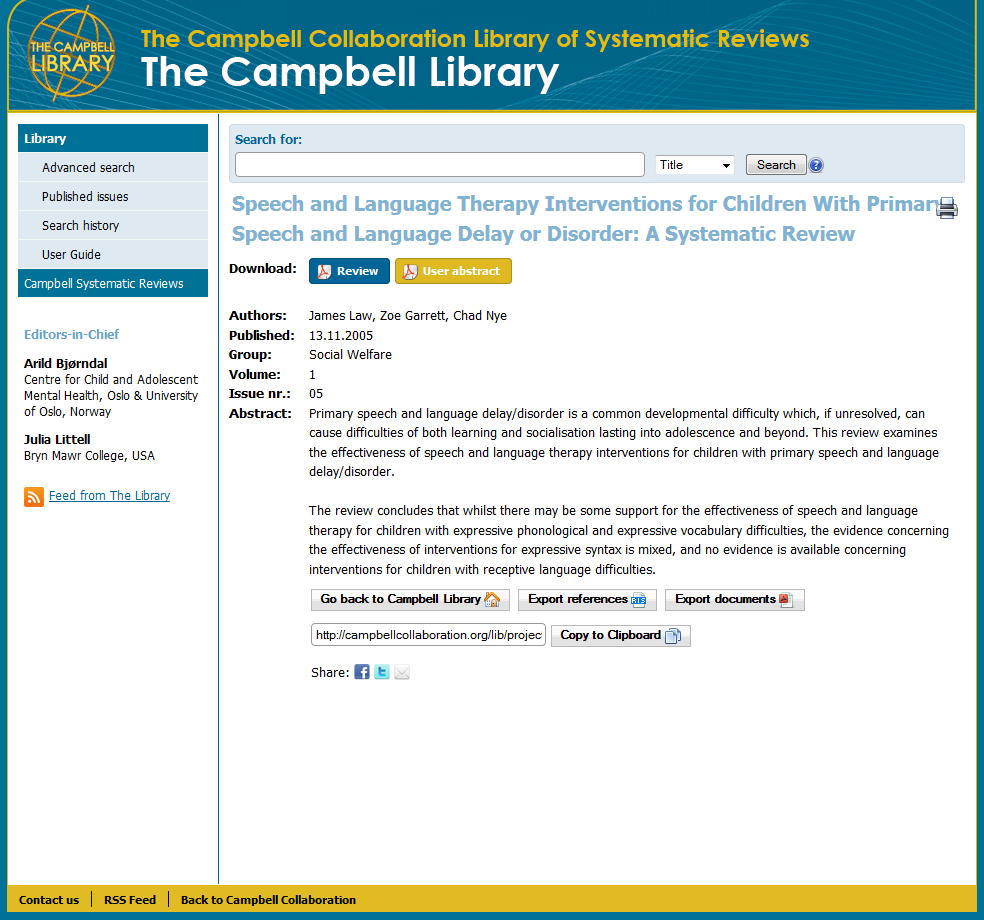 THE CAMPBELL
LIBRARY
The Campbell Collaboration Library of Systematic Reviews
The Campbell Library
Library
Advanced search
Published issues
Search history
User Guide
Campbell Systematic Reviews
Editors-in-Chief
Arild Bjørndal
Centre for Child and Adolescent
Mental Health, Oslo & University
of Oslo, Norway
Julia Littell
Bryn Mawr College, USA
Feed from The Library
Search for:
Title
Search
?
Speech and Language Therapy Interventions for Children With Primary
Speech and Language Delay or Disorder: A Systematic Review
Download: Review User abstract
Authors: James Law, Zoe Garrett, Chad Nye
Published: 13.11.2005
Group: Social Welfare
Volume: 1
Issue nr.: 05
Abstract: Primary speech and language delay/disorder is a common developmental difficulty which, if unresolved, can
cause difficulties of both learning and socialisation lasting into adolescence and beyond. This review examines
the effectiveness of speech and language therapy interventions for children with primary speech and language
delay/disorder.
The review concludes that whilst there may be some support for the effectiveness of speech and language
therapy for children with expressive phonological and expressive vocabulary difficulties, the evidence concerning
the effectiveness of interventions for expressive syntax is mixed, and no evidence is available concerning
interventions for children with receptive language difficulties.
Go back to Campbell Library Export references RIS Export documents
http://campbellcollaboration.org/lib/projec Copy to Clipboard
Share: f t
Contact us RSS Feed Back to Campbell Collaboration